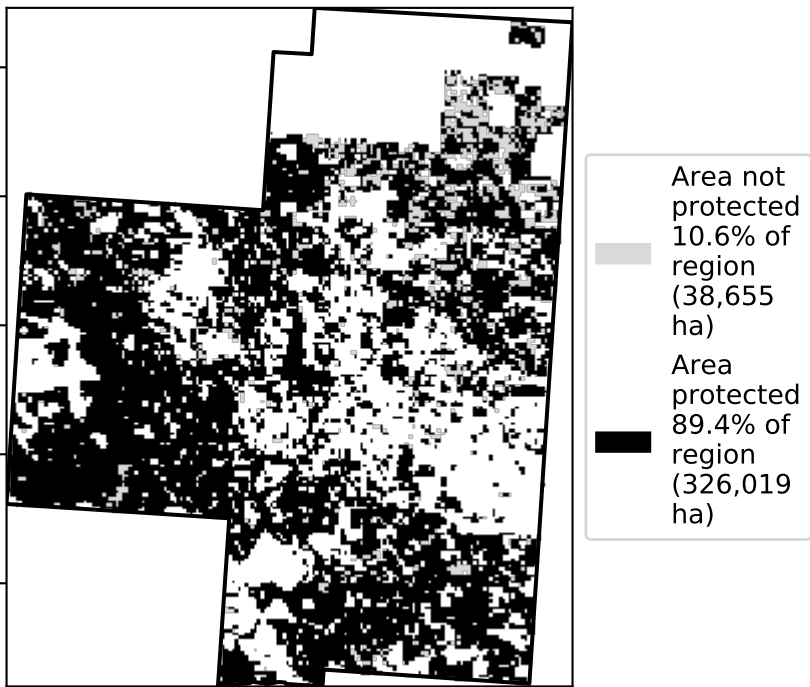 Area not
protected
10.6% of
region
(38,655
ha)
Area
protected
89.4% of
region
(326,019
ha)